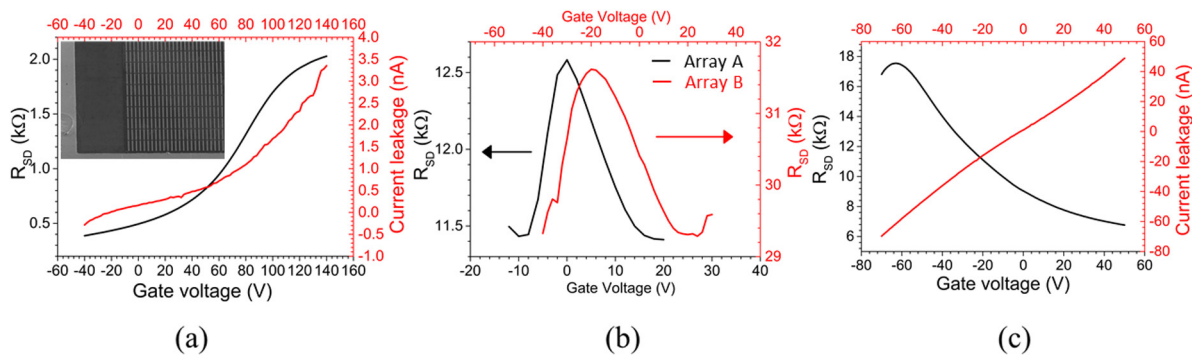 -60 -40 -20 0 20 40 60 80 100 120 140 160
2.0
1.5
1.0
0.5
R_SD (kΩ)
4.0
3.5
3.0
2.5
2.0
1.5
1.0
0.5
0.0
-0.5
-1.0
Current leakage (nA)
-60 -40 -20 0 20 40 60 80 100 120 140 160
Gate voltage (V)
(a)
Gate Voltage (V)
-60 -50 -40 -30 -20 -10 0 10
Array A
Array B
12.5
12.0
11.5
R_SD (kΩ)
32
31
30
29
R_SD (kΩ)
-20 -10 0 10 20 30 40
Gate Voltage (V)
(b)
-80 -60 -40 -20 0 20 40 60
18
16
14
12
10
8
6
R_SD (kΩ)
60
40
20
0
-20
-40
-60
-80
Current leakage (nA)
-80 -60 -40 -20 0 20 40 60
Gate voltage (V)
(c)